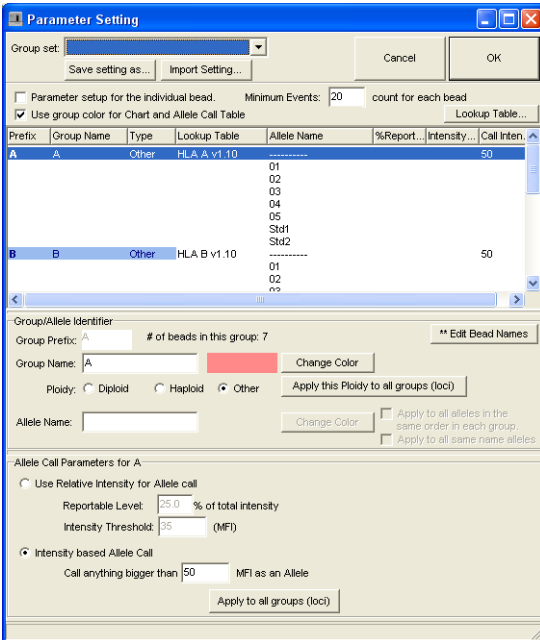 Parameter Setting
Group set:
Cancel
OK
Save setting as...
Import Setting...
Parameter setup for the individual bead.
Minimum Events: 20 count for each bead
Use group color for Chart and Allele Call Table
Lookup Table...
Prefix Group Name Type Lookup Table Allele Name %Report... Intensity... Call Inten.
A A Other HLA A v1.10 ---------- 50
01
02
03
04
05
Std1
Std2
B B Other HLA B v1.10 ---------- 50
01
02
03
Group/Allele Identifier
Group Prefix: A # of beads in this group: 7
** Edit Bead Names
Group Name: A Change Color
Ploidy: Diploid Haploid Other Apply this Ploidy to all groups (loci)
Allele Name: Change Color
Apply to all alleles in the
same order in each group.
Apply to all same name alleles
Allele Call Parameters for A
Use Relative Intensity for Allele call
Reportable Level: 25.0 % of total intensity
Intensity Threshold: 35 (MFI)
Intensity based Allele Call
Call anything bigger than 50 MFI as an Allele
Apply to all groups (loci)